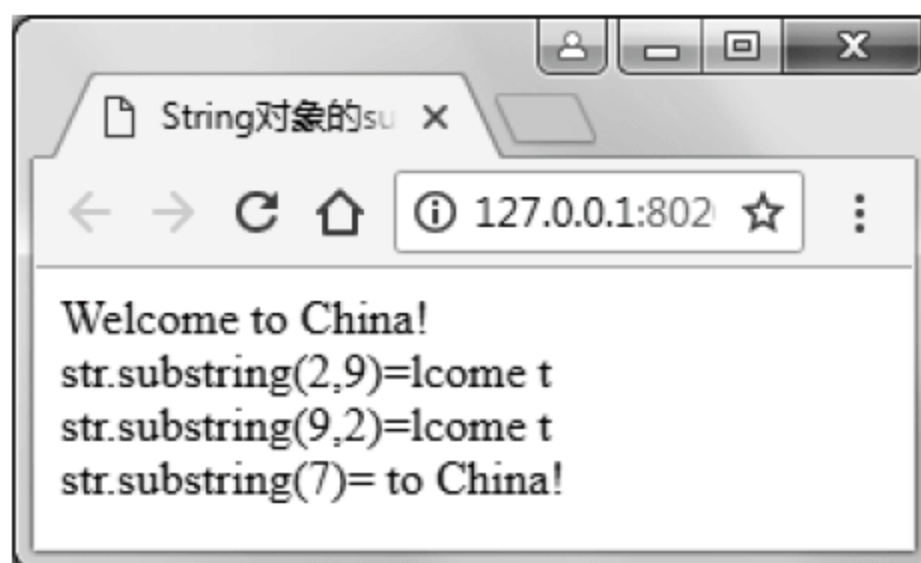 String对象的su
127.0.0.1:802
Welcome to China!
str.substring(2,9)=lcome t
str.substring(9,2)=lcome t
str.substring(7)= to China!